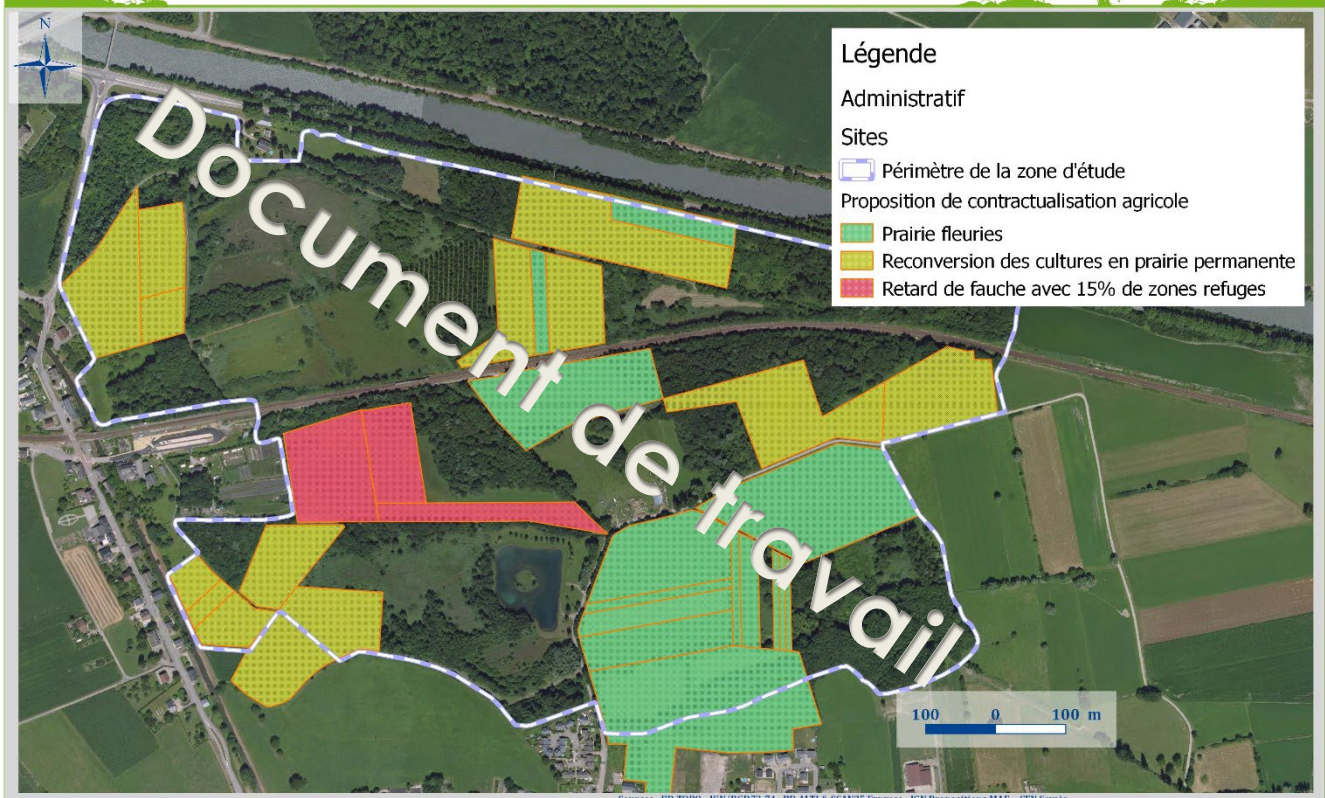 N
Légende
Administratif
Sites
Périmètre de la zone d'étude
Proposition de contractualisation agricole
Prairie fleuries
Reconversion des cultures en prairie permanente
Retard de fauche avec 15% de zones refuges
Document de travail
100 0 100 m